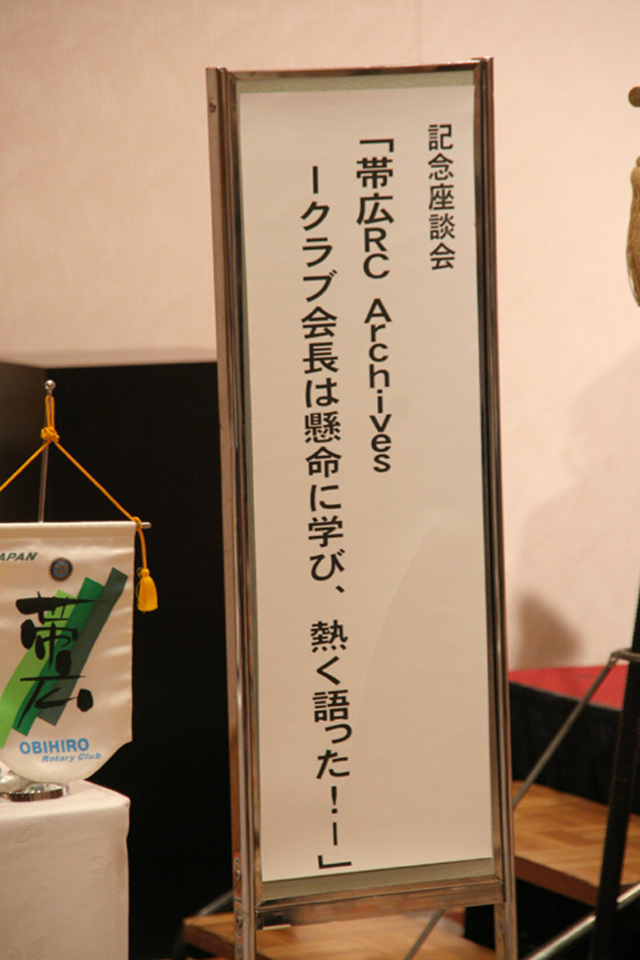 記念座談会
「帯広RC Archives
ークラブ会長は懸命に学び、熱く語った！ー」
APAN
帯広
OBIHIRO
Rotary Club